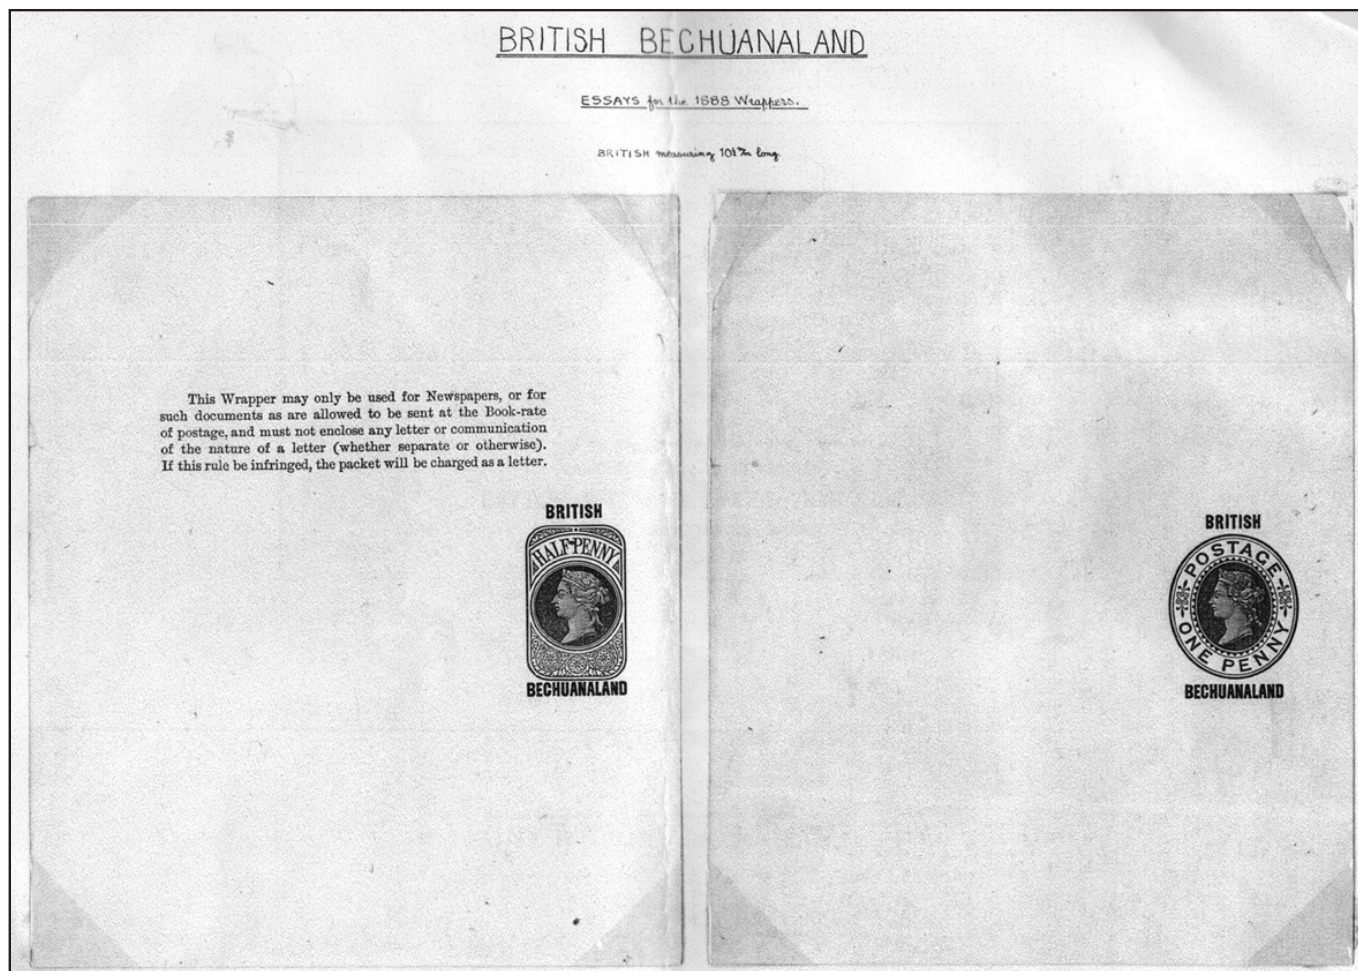 BRITISH BECHUANALAND
ESSAYS for the 1888 Wrappers.
BRITISH measuring 10½ long
This Wrapper may only be used for Newspapers, or for
such documents as are allowed to be sent at the Book-rate
of postage, and must not enclose any letter or communication
of the nature of a letter (whether separate or otherwise).
If this rule be infringed, the packet will be charged as a letter.
BRITISH
HALF-PENNY
BECHUANALAND
BRITISH
POSTAGE
ONE PENNY
BECHUANALAND